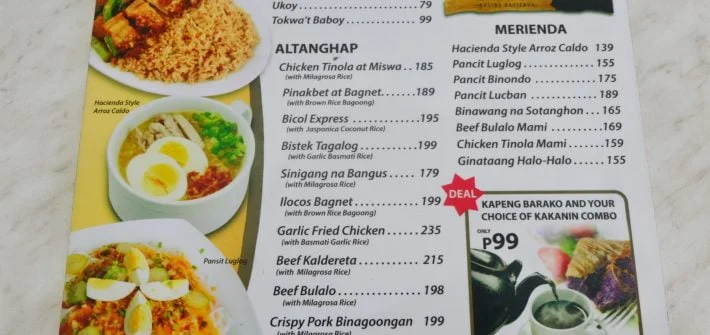 Ukoy 79
Tokwa't Baboy 99
ALTANGHAP
Chicken Tinola at Miswa .. 185
(with Milagrosa Rice)
Pinakbet at Bagnet. 189
(with Brown Rice Bagoong)
Bicol Express 195
(with Jasponica Coconut Rice)
Bistek Tagalog 199
(with Garlic Basmati Rice)
Sinigang na Bangus 179
(with Milagrosa Rice)
Ilocos Bagnet 199
(with Brown Rice Bagoong)
Garlic Fried Chicken 235
(with Basmati Garlic Rice)
Beef Kaldereta 215
(with Milagrosa Rice)
Beef Bulalo 198
(with Milagrosa Rice)
Crispy Pork Binagoongan 199
(with Milagrosa Rice)
Hacienda Style
Arroz Caldo
Pansit Luglog
MERIENDA
Hacienda Style Arroz Caldo 139
Pancit Luglog 155
Pancit Binondo 175
Pancit Lucban 189
Binawang na Sotanghon 165
Beef Bulalo Mami 169
Chicken Tinola Mami 159
Ginataang Halo-Halo 155
DEAL
KAPENG BARAKO AND YOUR
CHOICE OF KAKANIN COMBO
ONLY
P99